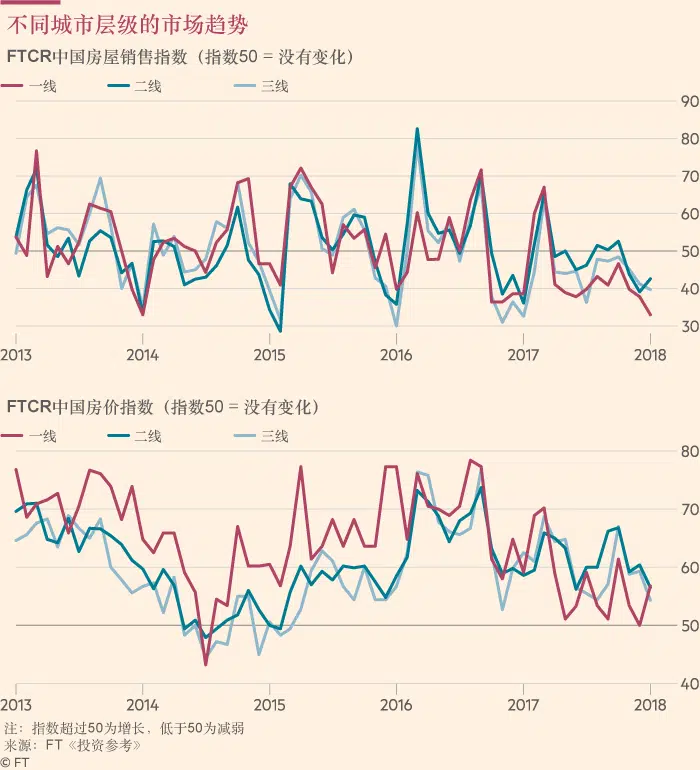 不同城市层级的市场趋势
FTCR中国房屋销售指数（指数50 = 没有变化）
一线 二线 三线
90
80
70
60
50
40
30
2013 2014 2015 2016 2017 2018
FTCR中国房价指数（指数50 = 没有变化）
一线 二线 三线
80
70
60
50
40
2013 2014 2015 2016 2017 2018
注：指数超过50为增长，低于50为减弱
来源：FT《投资参考》
© FT